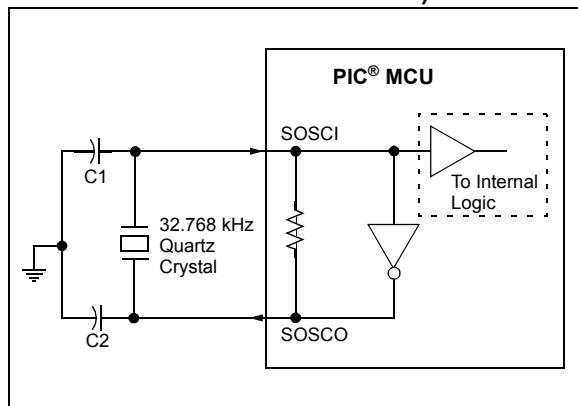 PIC® MCU
SOSCI
C1
To Internal
Logic
32.768 kHz
Quartz
Crystal
SOSCO
C2